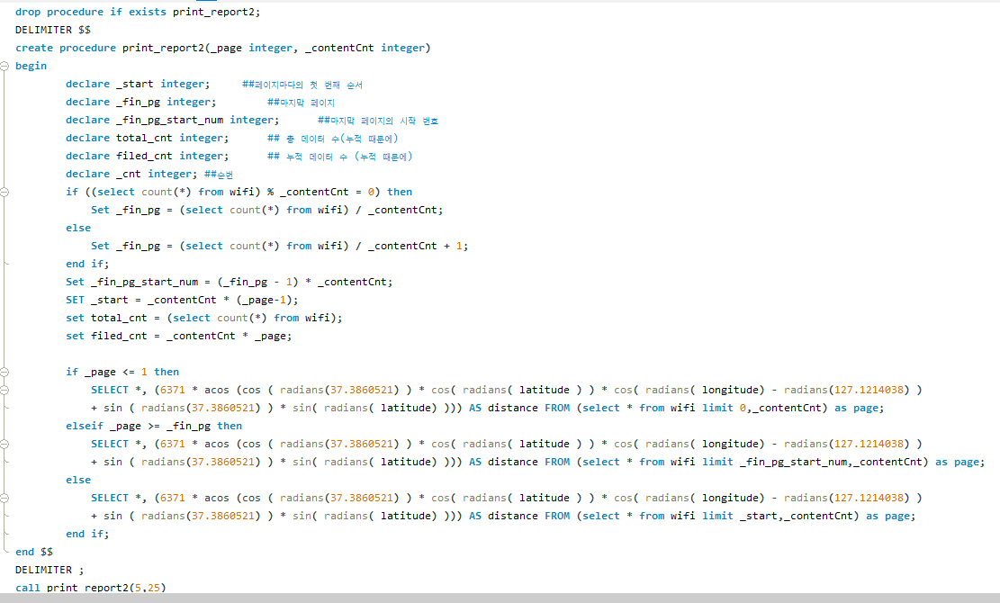 drop procedure if exists print_report2;
DELIMITER $$
create procedure print_report2(_page integer, _contentCnt integer)
begin
declare _start integer; ##페이지마다의 첫 번째 순서
declare _fin_pg integer; ##마지막 페이지
declare _fin_pg_start_num integer; ##마지막 페이지의 시작 번호
declare total_cnt integer; ## 총 데이터 수(누적 때문에)
declare filed_cnt integer; ## 누적 데이터 수 (누적 때문에)
declare _cnt integer; ##순번
if ((select count(*) from wifi) % _contentCnt = 0) then
Set _fin_pg = (select count(*) from wifi) / _contentCnt;
else
Set _fin_pg = (select count(*) from wifi) / _contentCnt + 1;
end if;
Set _fin_pg_start_num = (_fin_pg - 1) * _contentCnt;
SET _start = _contentCnt * (_page-1);
set total_cnt = (select count(*) from wifi);
set filed_cnt = _contentCnt * _page;
if _page <= 1 then
SELECT *, (6371 * acos (cos ( radians(37.3860521) ) * cos( radians( latitude ) ) * cos( radians( longitude) - radians(127.1214038) )
+ sin ( radians(37.3860521) ) * sin( radians( latitude) ))) AS distance FROM (select * from wifi limit 0,_contentCnt) as page;
elseif _page >= _fin_pg then
SELECT *, (6371 * acos (cos ( radians(37.3860521) ) * cos( radians( latitude ) ) * cos( radians( longitude) - radians(127.1214038) )
+ sin ( radians(37.3860521) ) * sin( radians( latitude) ))) AS distance FROM (select * from wifi limit _fin_pg_start_num,_contentCnt) as page;
else
SELECT *, (6371 * acos (cos ( radians(37.3860521) ) * cos( radians( latitude ) ) * cos( radians( longitude) - radians(127.1214038) )
+ sin ( radians(37.3860521) ) * sin( radians( latitude) ))) AS distance FROM (select * from wifi limit _start,_contentCnt) as page;
end if;
end $$
DELIMITER ;
call print_report2(5,25)